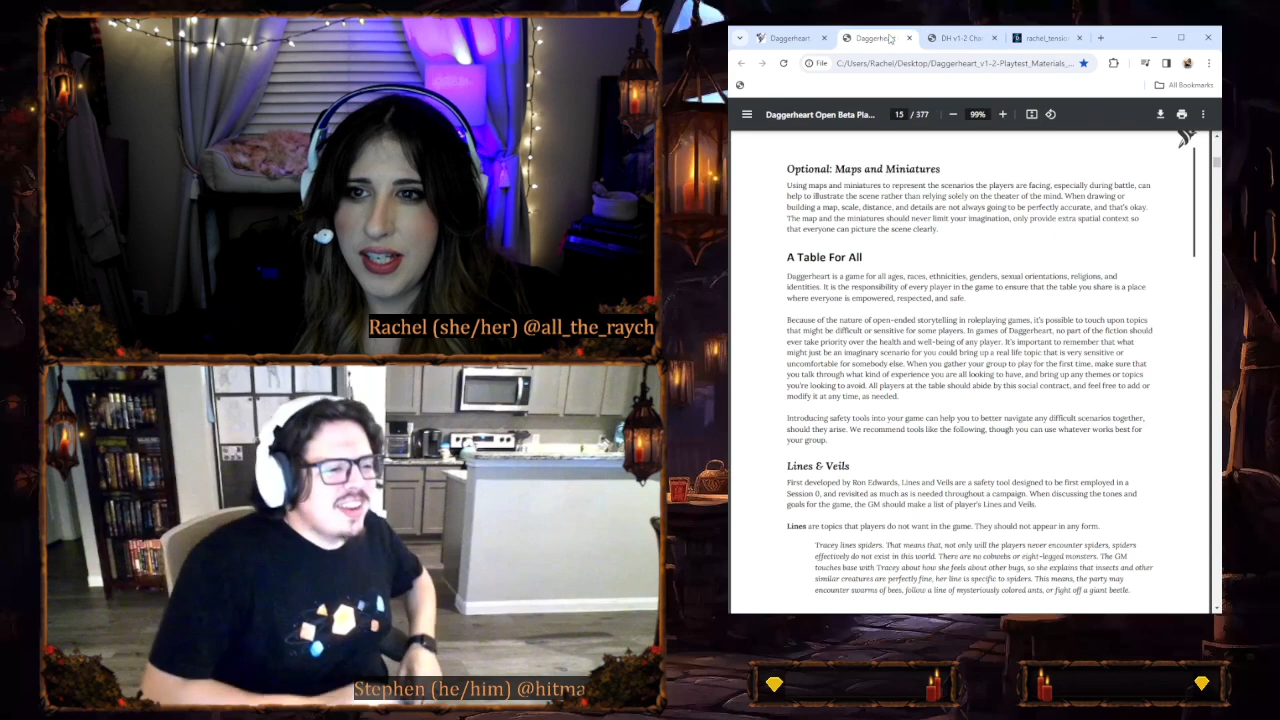 Rachel (she/her) @all_the_raych
Stephen (he/him) @hitma
Daggerheart
Daggerhea
DH v1-2 Cha
rachel_tension
File
C:/Users/Rachel/Desktop/Daggerheart_v1-2-Playtest_Materials_...
All Bookmarks
Daggerheart Open Beta Pla...
15 / 377
99%
Optional: Maps and Miniatures
Using maps and miniatures to represent the scenarios the players are facing, especially during battle, can
help to illustrate the scene rather than relying solely on the theater of the mind. When drawing or
building a map, scale, distance, and details are not always going to be perfectly accurate, and that's okay.
The map and the miniatures should never limit your imagination, only provide extra spatial context so
that everyone can picture the scene clearly.
A Table For All
Daggerheart is a game for all ages, races, ethnicities, genders, sexual orientations, religions, and
identities. It is the responsibility of every player in the game to ensure that the table you share is a place
where everyone is empowered, respected, and safe.
Because of the nature of open-ended storytelling in roleplaying games, it's possible to touch upon topics
that might be difficult or sensitive for some players. In games of Daggerheart, no part of the fiction should
ever take priority over the health and well-being of any player. It's important to remember that what
might just be an imaginary scenario for you could bring up a real life topic that is very sensitive or
uncomfortable for somebody else. When you gather your group to play for the first time, make sure that
you talk through what kind of experience you are all looking to have, and bring up any themes or topics
you're looking to avoid. All players at the table should abide by this social contract, and feel free to add or
modify it at any time, as needed.
Introducing safety tools into your game can help you to better navigate any difficult scenarios together,
should they arise. We recommend tools like the following, though you can use whatever works best for
your group.
Lines & Veils
First developed by Ron Edwards, Lines and Veils are a safety tool designed to be first employed in a
Session 0, and revisited as much as is needed throughout a campaign. When discussing the tones and
goals for the game, the GM should make a list of player's Lines and Veils.
Lines are topics that players do not want in the game. They should not appear in any form.
Tracey lines spiders. That means that, not only will the players never encounter spiders, spiders
effectively do not exist in this world. There are no cobwebs or eight-legged monsters. The GM
touches base with Tracey about how she feels about other bugs, so she explains that insects and other
similar creatures are perfectly fine, her line is specific to spiders. This means, the party may
encounter swarms of bees, follow a line of mysteriously colored ants, or fight off a giant beetle.